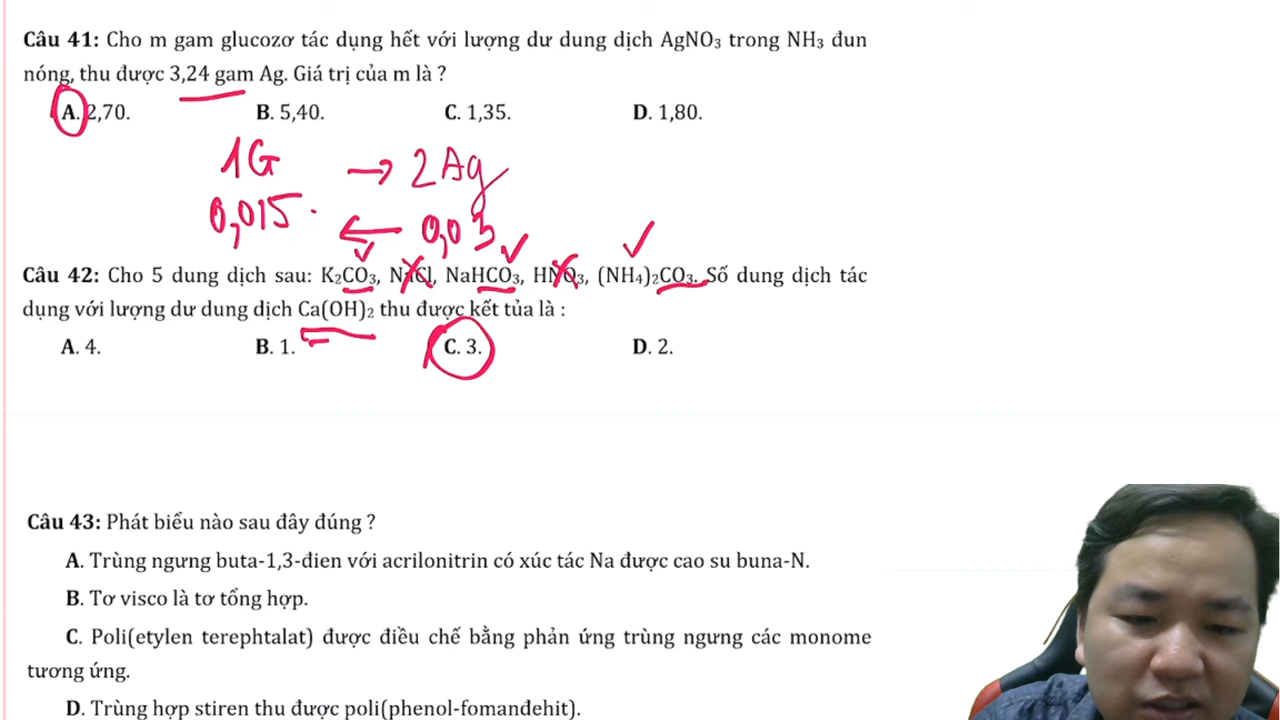 Câu 41: Cho m gam glucozơ tác dụng hết với lượng dư dung dịch AgNO₃ trong NH₃ đun
nóng, thu được 3,24 gam Ag. Giá trị của m là ?
A. 2,70. B. 5,40. C. 1,35. D. 1,80.
1G → 2Ag
0,015. ← 0,03
Câu 42: Cho 5 dung dịch sau: K₂CO₃, NaCl, NaHCO₃, HNO₃, (NH₄)₂CO₃. Số dung dịch tác
dụng với lượng dư dung dịch Ca(OH)₂ thu được kết tủa là :
A. 4. B. 1. C. 3. D. 2.
Câu 43: Phát biểu nào sau đây đúng ?
A. Trùng ngưng buta-1,3-đien với acrilonitrin có xúc tác Na được cao su buna-N.
B. Tơ visco là tơ tổng hợp.
C. Poli(etylen terephtalat) được điều chế bằng phản ứng trùng ngưng các monome
tương ứng.
D. Trùng hợp stiren thu được poli(phenol-fomanđehit).